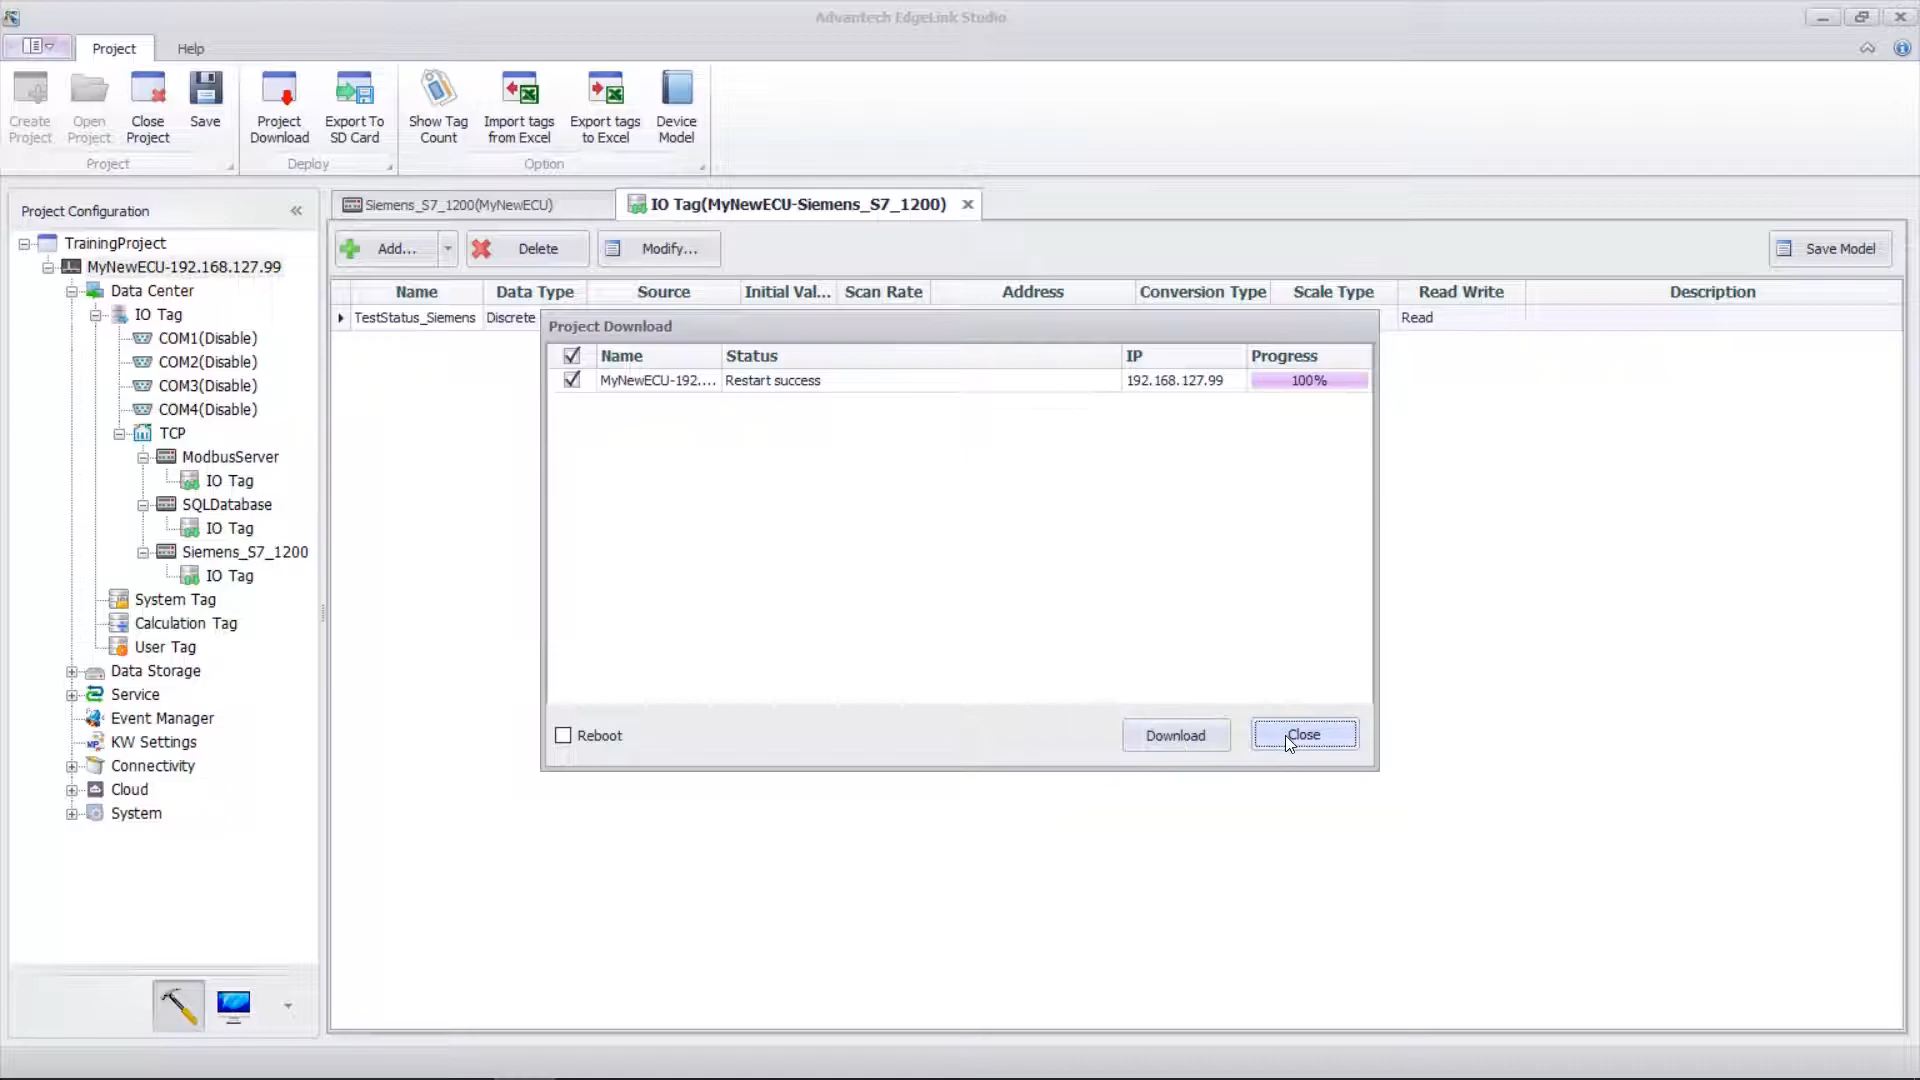 Advantech EdgeLink Studio
Project Help
Create Project
Open Project
Close Project
Save
Project Download
Export To SD Card
Show Tag Count
Import tags from Excel
Export tags to Excel
Device Model
Project Deploy Option
Project Configuration
Siemens_S7_1200(MyNewECU) IO Tag(MyNewECU-Siemens_S7_1200)
Add... Delete Modify... Save Model
Name Data Type Source Initial Val... Scan Rate Address Conversion Type Scale Type Read Write Description
TestStatus_Siemens Discrete Read
TrainingProject
MyNewECU-192.168.127.99
Data Center
IO Tag
COM1(Disable)
COM2(Disable)
COM3(Disable)
COM4(Disable)
TCP
ModbusServer
IO Tag
SQLDatabase
IO Tag
Siemens_S7_1200
IO Tag
System Tag
Calculation Tag
User Tag
Data Storage
Service
Event Manager
KW Settings
Connectivity
Cloud
System
Project Download
Name Status IP Progress
MyNewECU-192.... Restart success 192.168.127.99 100%
Reboot Download Close